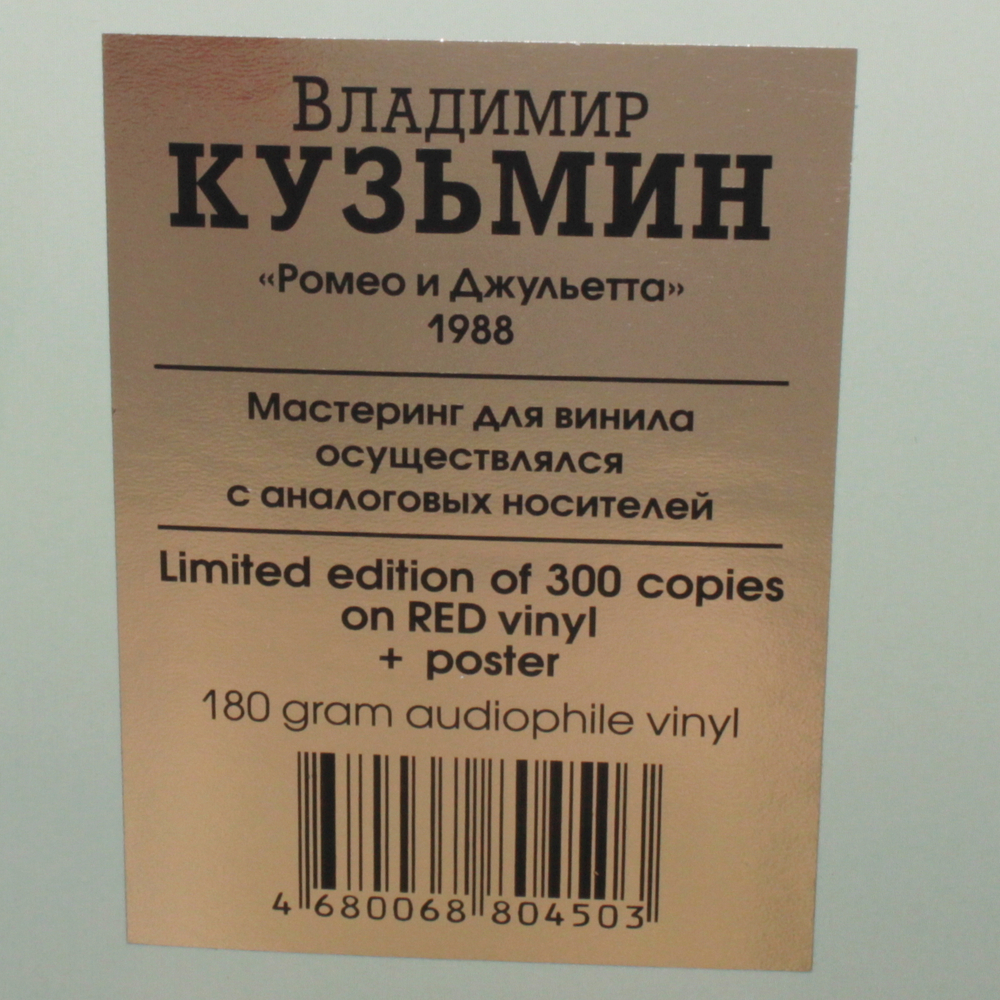 Владимир
КУЗЬМИН
«Ромео и Джульетта»
1988
Мастеринг для винила
осуществлялся
с аналоговых носителей
Limited edition of 300 copies
on RED vinyl
+ poster
180 gram audiophile vinyl
4 680068 804503